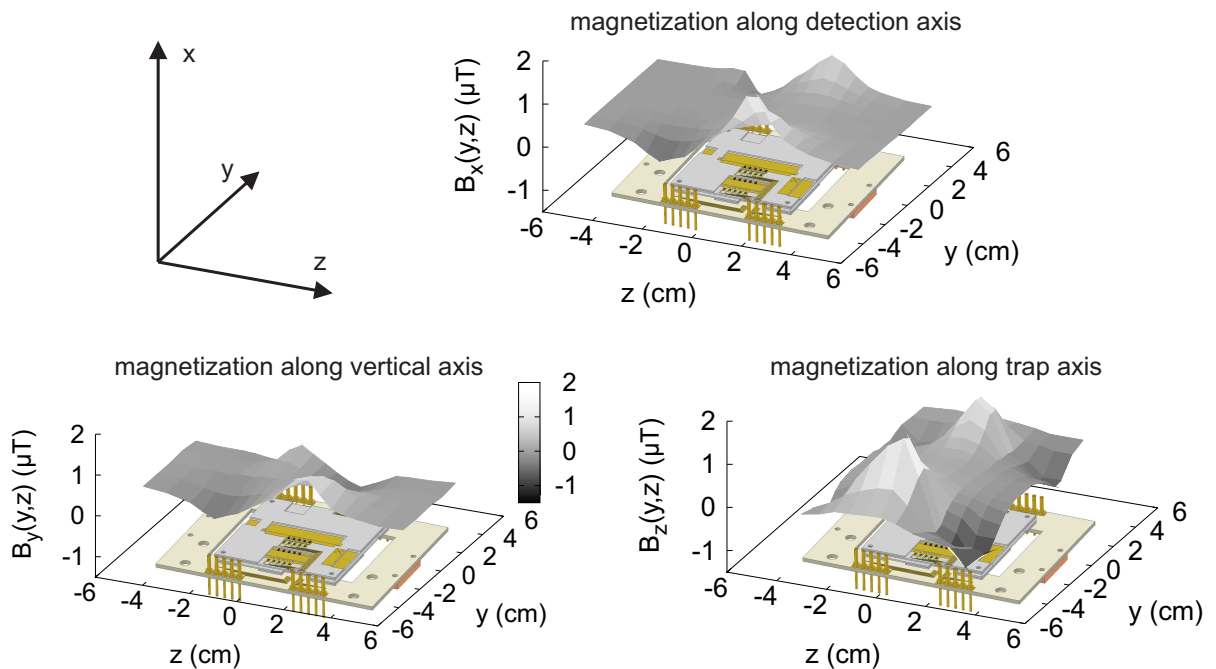 magnetization along detection axis
x
y
z
B_x(y,z) (μT)
2
1
0
-1
-6 -4 -2 0 2 4 6
z (cm)
-6 -4 -2 0 2 4 6
y (cm)
magnetization along vertical axis
B_y(y,z) (μT)
2
1
0
-1
-6 -4 -2 0 2 4 6
z (cm)
-6 -4 -2 0 2 4 6
y (cm)
2
1
0
-1
magnetization along trap axis
B_z(y,z) (μT)
2
1
0
-1
-6 -4 -2 0 2 4 6
z (cm)
-6 -4 -2 0 2 4 6
y (cm)